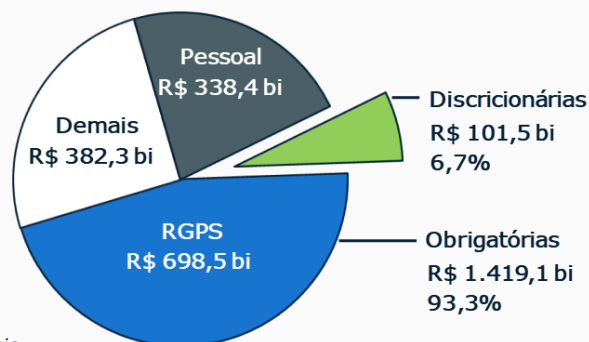 Pessoal
R$ 338,4 bi
Demais
R$ 382,3 bi
Discricionárias
R$ 101,5 bi
6,7%
RGPS
R$ 698,5 bi
Obrigatórias
R$ 1.419,1 bi
93,3%